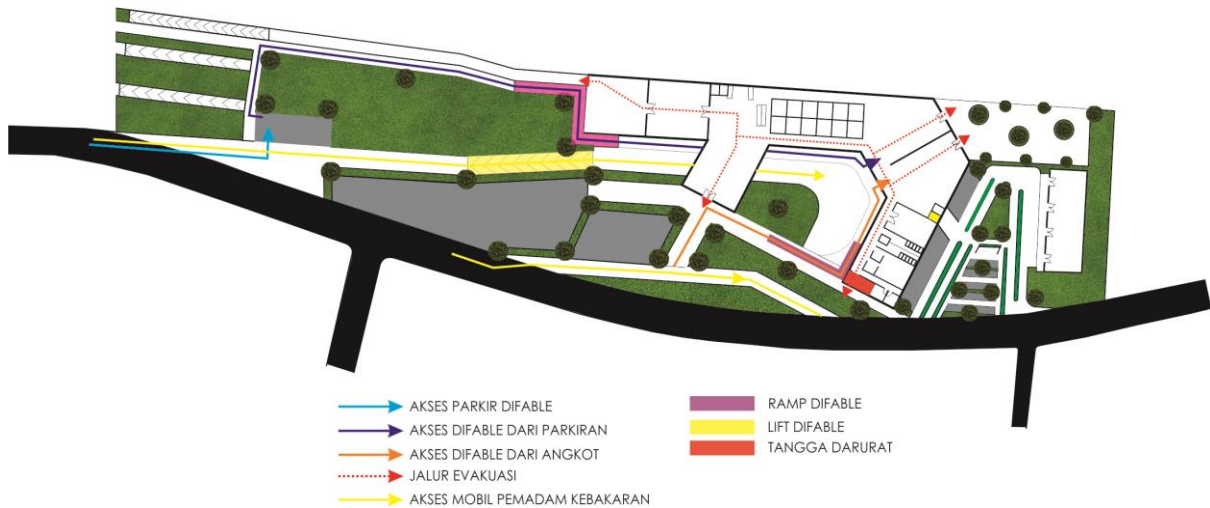 AKSES PARKIR DIFABLE
AKSES DIFABLE DARI PARKIRAN
AKSES DIFABLE DARI ANGKOT
JALUR EVAKUASI
AKSES MOBIL PEMADAM KEBAKARAN
RAMP DIFABLE
LIFT DIFABLE
TANGGA DARURAT